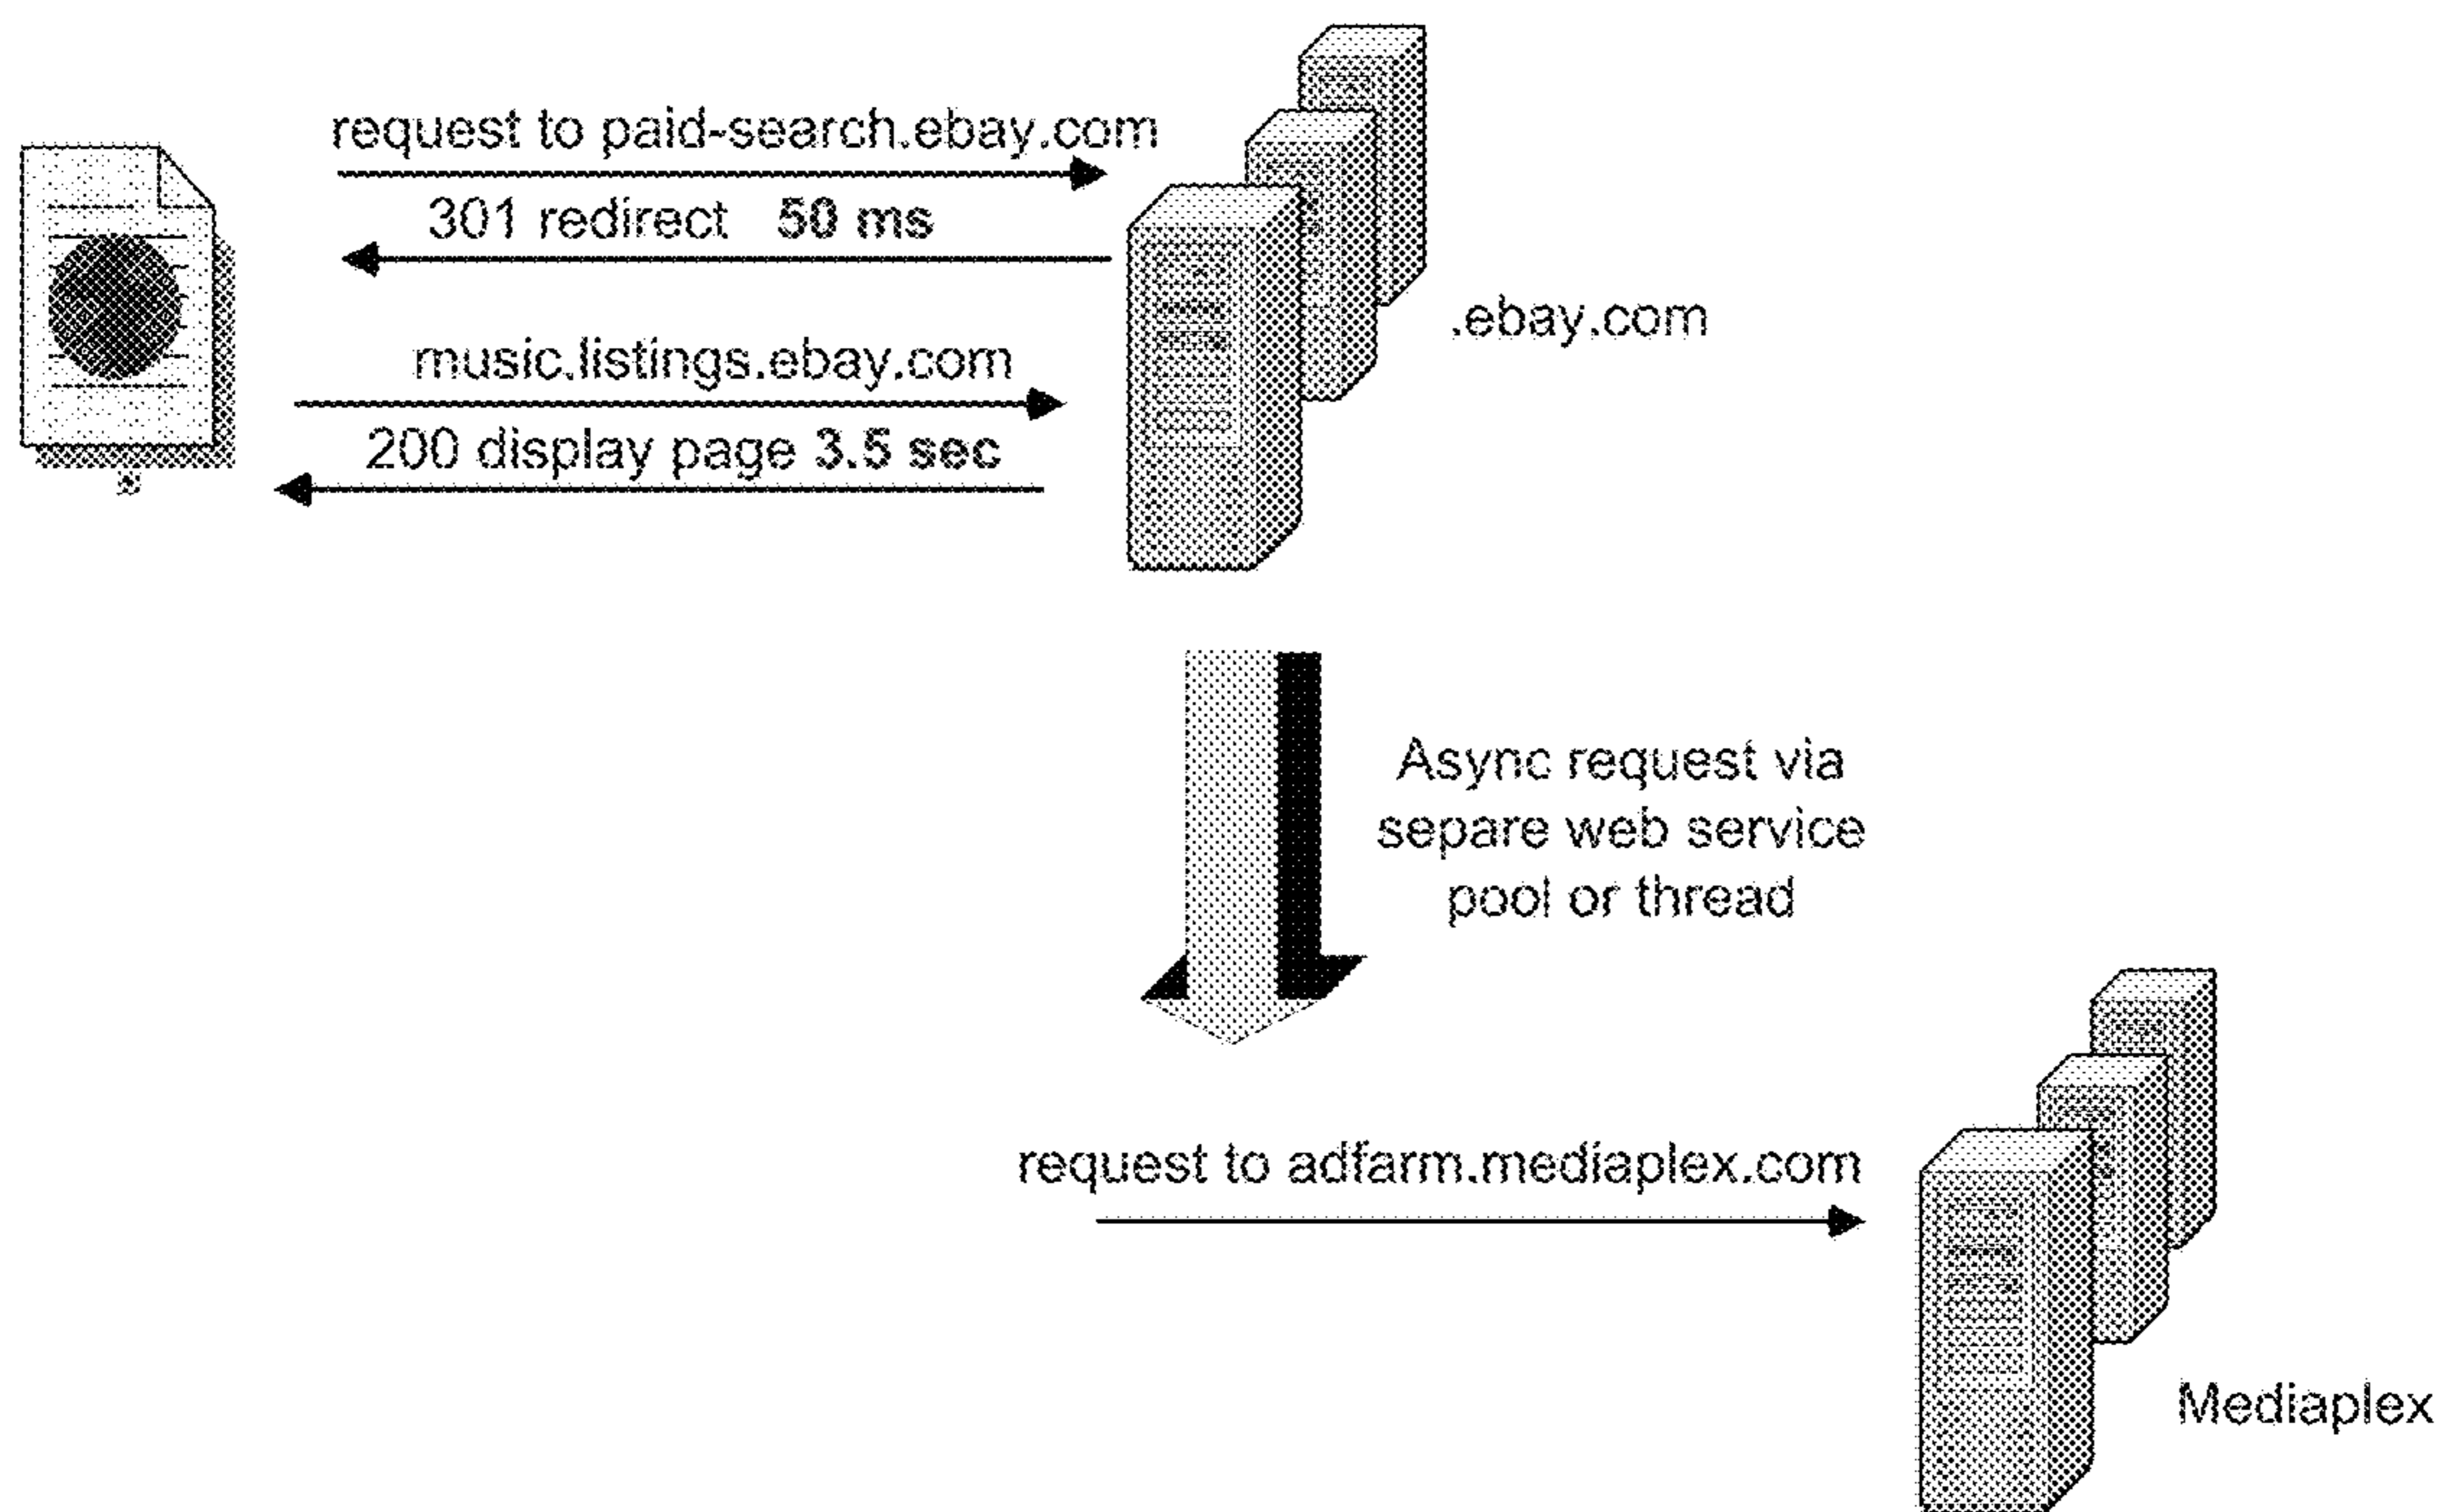 request to paid-search.ebay.com
301 redirect 50 ms
.ebay.com
music.listings.ebay.com
200 display page 3.5 sec
Async request via
separe web service
pool or thread
request to adfarm.mediaplex.com
Mediaplex